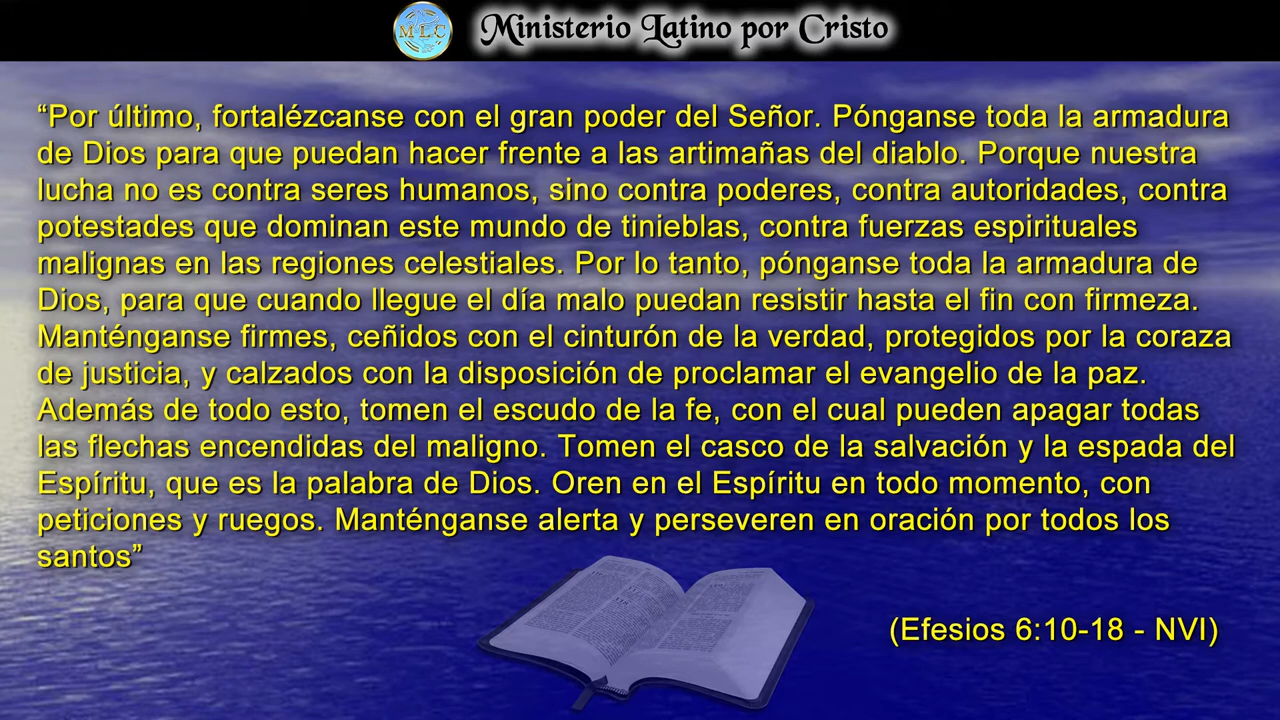 MLC Ministerio Latino por Cristo
“Por último, fortalézcanse con el gran poder del Señor. Pónganse toda la armadura
de Dios para que puedan hacer frente a las artimañas del diablo. Porque nuestra
lucha no es contra seres humanos, sino contra poderes, contra autoridades, contra
potestades que dominan este mundo de tinieblas, contra fuerzas espirituales
malignas en las regiones celestiales. Por lo tanto, pónganse toda la armadura de
Dios, para que cuando llegue el día malo puedan resistir hasta el fin con firmeza.
Manténganse firmes, ceñidos con el cinturón de la verdad, protegidos por la coraza
de justicia, y calzados con la disposición de proclamar el evangelio de la paz.
Además de todo esto, tomen el escudo de la fe, con el cual pueden apagar todas
las flechas encendidas del maligno. Tomen el casco de la salvación y la espada del
Espíritu, que es la palabra de Dios. Oren en el Espíritu en todo momento, con
peticiones y ruegos. Manténganse alerta y perseveren en oración por todos los
santos”
(Efesios 6:10-18 - NVI)